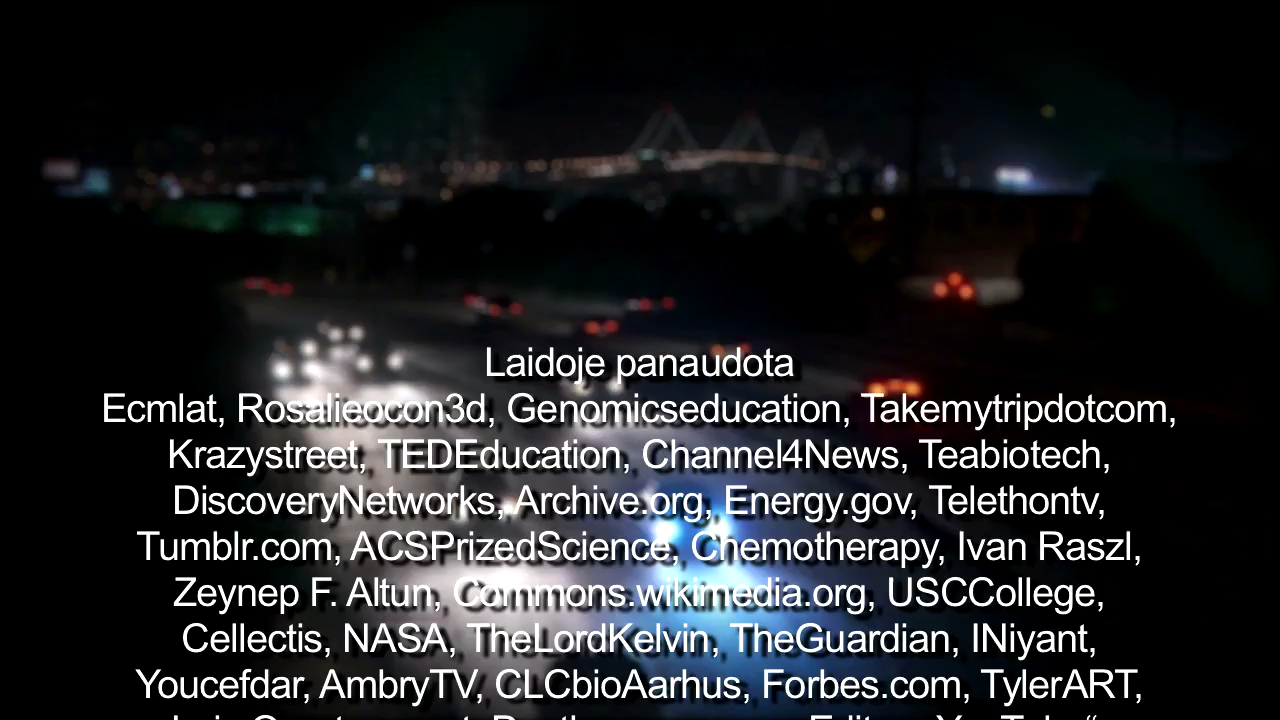 Laidoje panaudota
Ecmlat, Rosalieocon3d, Genomicseducation, Takemytripdotcom,
Krazystreet, TEDEducation, Channel4News, Teabiotech,
DiscoveryNetworks, Archive.org, Energy.gov, Telethontv,
Tumblr.com, ACSPrizedScience, Chemotherapy, Ivan Raszl,
Zeynep F. Altun, Commons.wikimedia.org, USCCollege,
Cellectis, NASA, TheLordKelvin, TheGuardian, INiyant,
Youcefdar, AmbryTV, CLCbioAarhus, Forbes.com, TylerART,